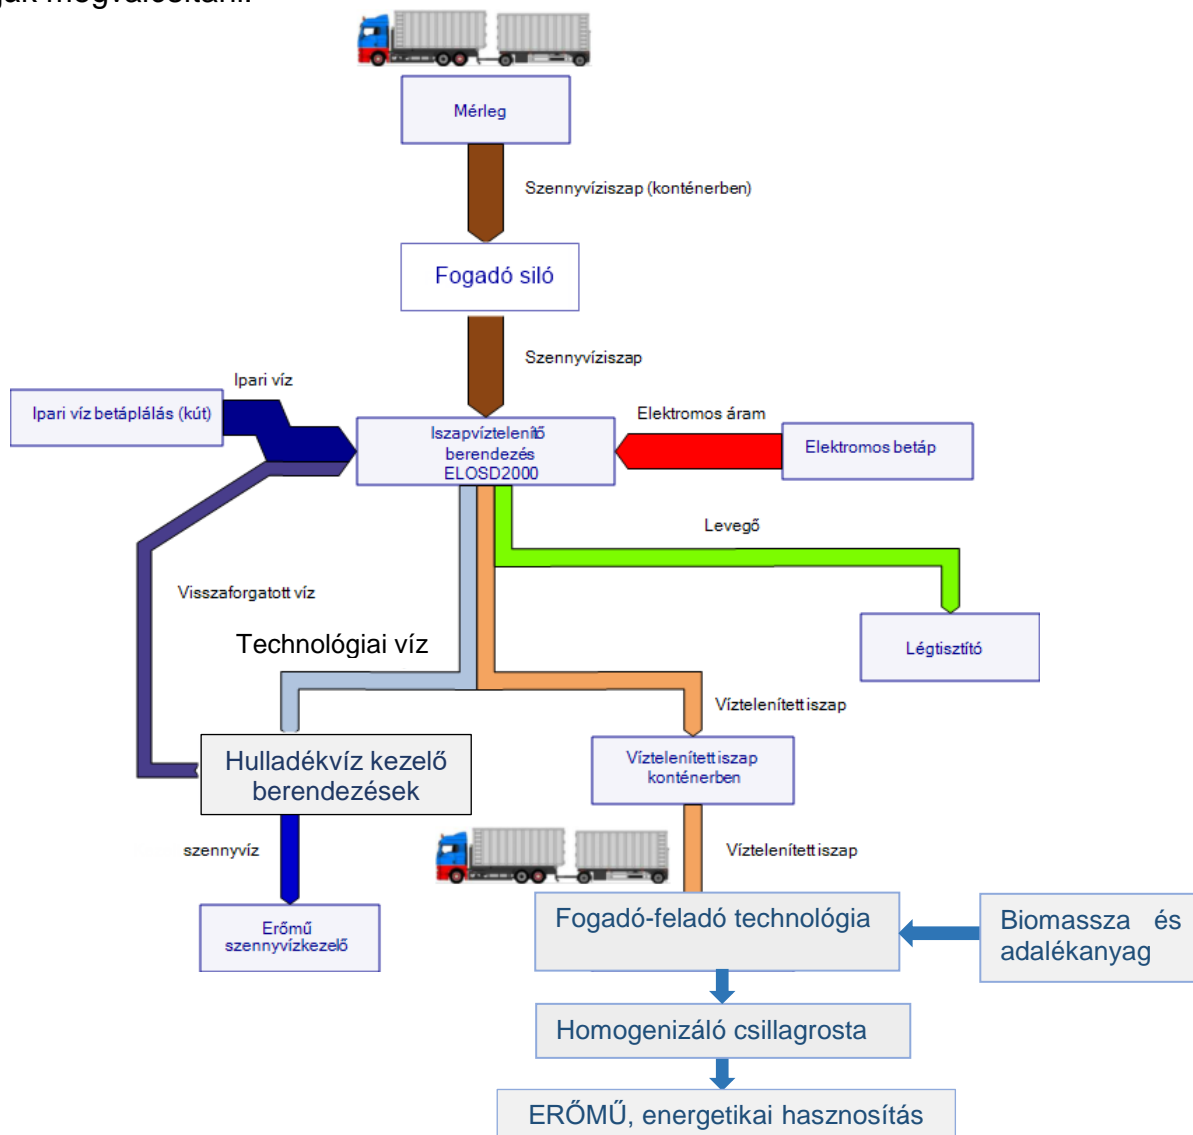 Mérleg
Szennyvíziszap (konténerben)
Fogadó siló
Szennyvíziszap
Ipari víz
Ipari víz betáplálás (kút)
Iszapvíztelenítő
berendezés
ELOSD2000
Elektromos áram
Elektromos betáp
Levegő
Visszaforgatott víz
Technológiai víz
Légtisztító
Víztelenített iszap
Hulladékvíz kezelő
berendezések
Víztelenített iszap
konténerben
szennyvíz
Víztelenített iszap
Erőmű
szennyvízkezelő
Fogadó-feladó technológia
Biomassza és
adalékanyag
Homogenizáló csillagrosta
ERŐMŰ, energetikai hasznosítás